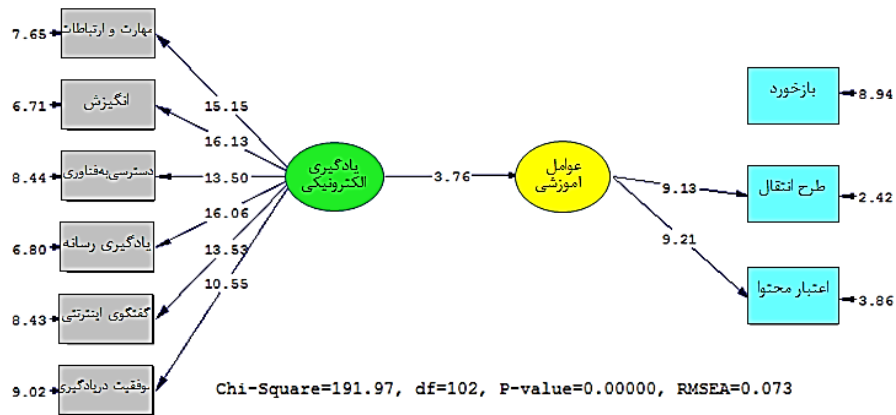 7.65
مهارت و ارتباطات
15.15
6.71
انگیزش
16.13
8.44
دسترسی‌به‌فناوری
13.50
6.80
یادگیری رسانه
16.06
8.43
گفتگوی اینترنتی
13.53
9.02
موفقیت دریادگیری
10.55
یادگیری
الکترونیکی
3.76
عوامل
اموزشی
بازخورد
8.94
9.13
طرح انتقال
2.42
9.21
اعتبار محتوا
3.86
Chi-Square=191.97, df=102, P-value=0.00000, RMSEA=0.073